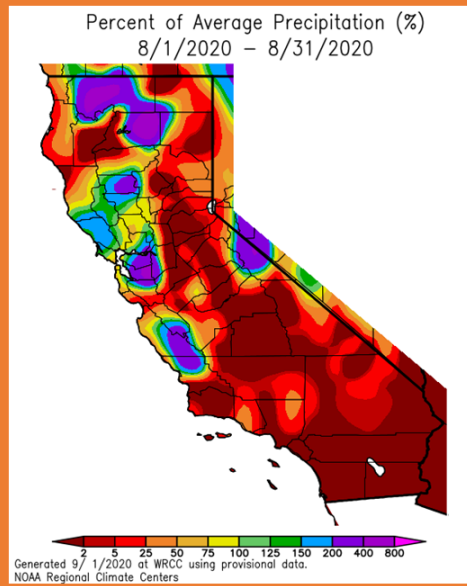 Percent of Average Precipitation (%)
8/1/2020 – 8/31/2020
2 5 25 50 75 100 125 150 200 400 800
Generated 9/ 1/2020 at WRCC using provisional data.
NOAA Regional Climate Centers